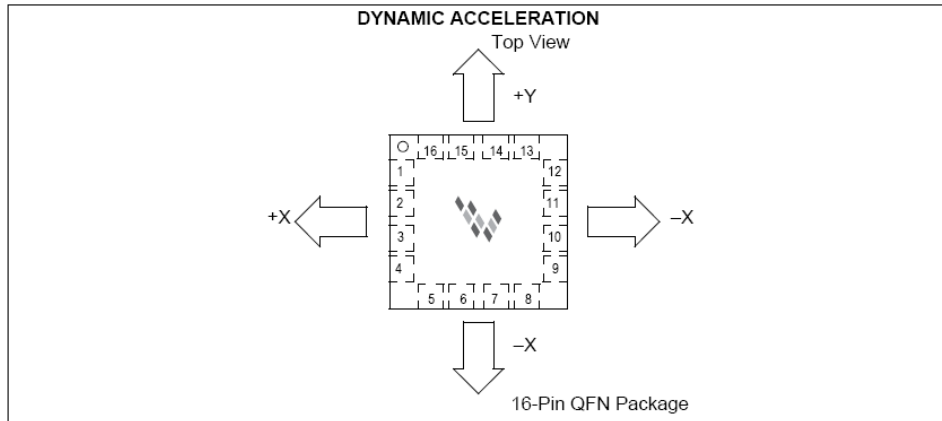 DYNAMIC ACCELERATION
Top View
+Y
16 15 14 13
1 12
2 11
+X –X
3 10
4 9
5 6 7 8
–X
16-Pin QFN Package